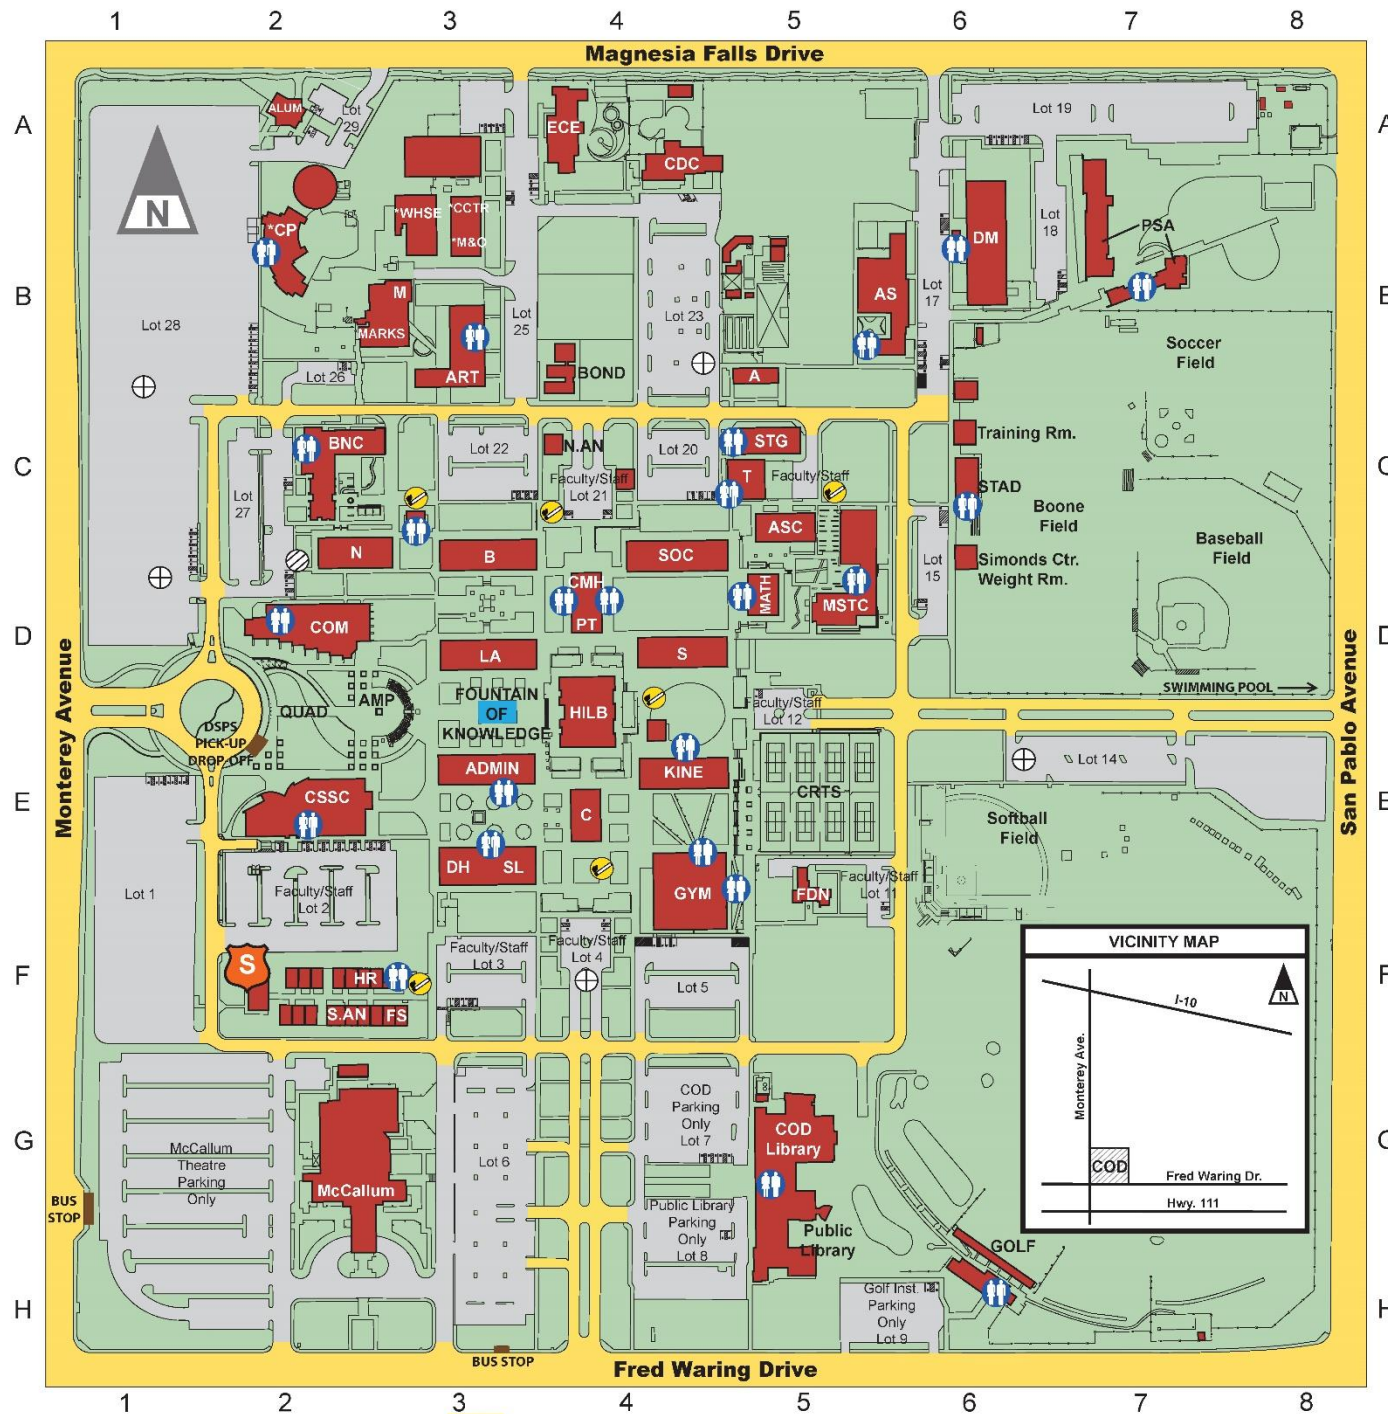 1 2 3 4 5 6 7 8
Magnesia Falls Drive
A
A
ALUM
Lot
29
Lot 19
ECE
CDC
*CP
*WHSE
*CCTR
*M&O
N
DM
Lot
18
PSA
B
B
M
MARKS
AS
Lot
17
Lot 28
Lot
25
Lot 23
Soccer
Field
Lot 26
ART
BOND
A
C
C
BNC
Lot 22
N.AN
Lot 20
STG
Training Rm.
Lot
27
Faculty/Staff
Lot 21
T
Faculty/Staff
STAD
Boone
Field
ASC
N
B
SOC
Lot
15
Simonds Ctr.
Weight Rm.
Baseball
Field
CMH
PT
MATH
MSTC
D
D
COM
LA
S
Monterey Avenue
San Pablo Avenue
SWIMMING POOL
QUAD
AMP
FOUNTAIN
OF
KNOWLEDGE
HILB
Faculty/Staff
Lot 12
DSPS
PICK-UP
DROP-OFF
ADMIN
KINE
Lot 14
E
E
CSSC
C
CRTS
Softball
Field
DH
SL
GYM
FDN
Faculty/Staff
Lot 11
Lot 1
Faculty/Staff
Lot 2
Faculty/Staff
Lot 3
Faculty/Staff
Lot 4
Lot 5
F
F
S
HR
S.AN
FS
VICINITY MAP
I-10
N
Monterey Ave.
COD
Fred Waring Dr.
Hwy. 111
G
G
McCallum
Theatre
Parking
Only
McCallum
Lot 6
COD
Parking
Only
Lot 7
COD
Library
BUS
STOP
Public Library
Parking
Only
Lot 8
Public
Library
GOLF
H
H
Golf Inst.
Parking
Only
Lot 9
BUS STOP
Fred Waring Drive
1 2 3 4 5 6 7 8